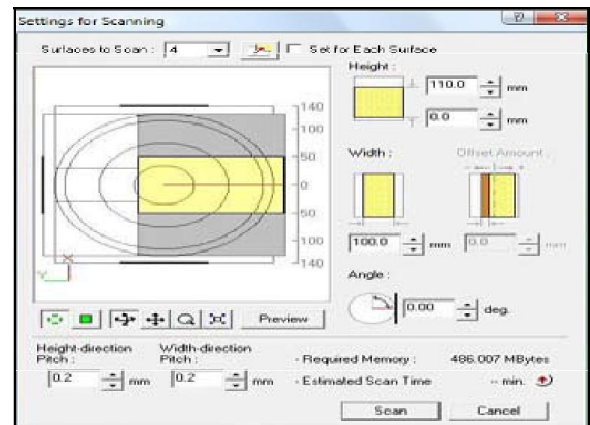 Settings for Scanning
Surfaces to Scan : 4 Set for Each Surface
Height :
110.0 mm
0.0 mm
140
100
50
0
50
100
140
Width : Offset Amount :
100.0 mm 0.0 mm
Angle :
0.00 deg.
X
Y
Preview
Height-direction Pitch : Width-direction Pitch :
0.2 mm 0.2 mm
- Required Memory : 486.007 MBytes
- Estimated Scan Time -- min.
Scan Cancel